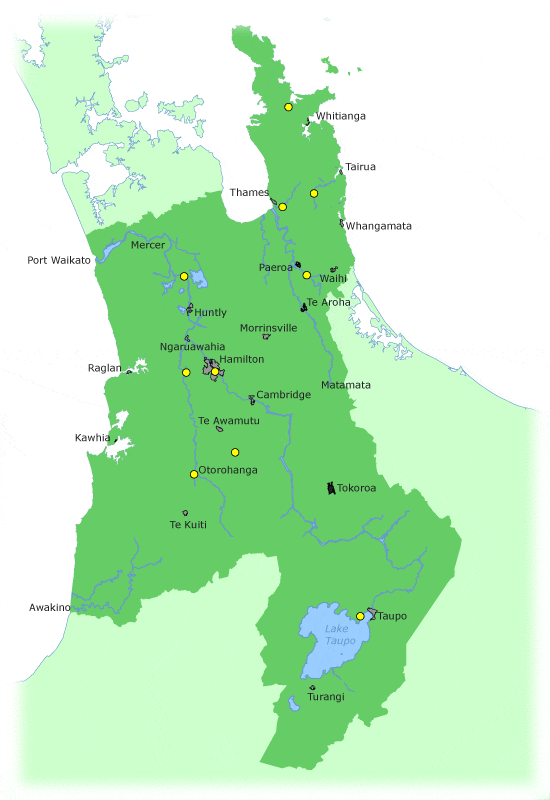 Whitianga
Tairua
Thames
Whangamata
Mercer
Port Waikato
Paeroa
Waihi
Te Aroha
Huntly
Morrinsville
Ngaruawahia
Hamilton
Raglan
Matamata
Cambridge
Te Awamutu
Kawhia
Otorohanga
Tokoroa
Te Kuiti
Awakino
Taupo
Lake
Taupo
Turangi